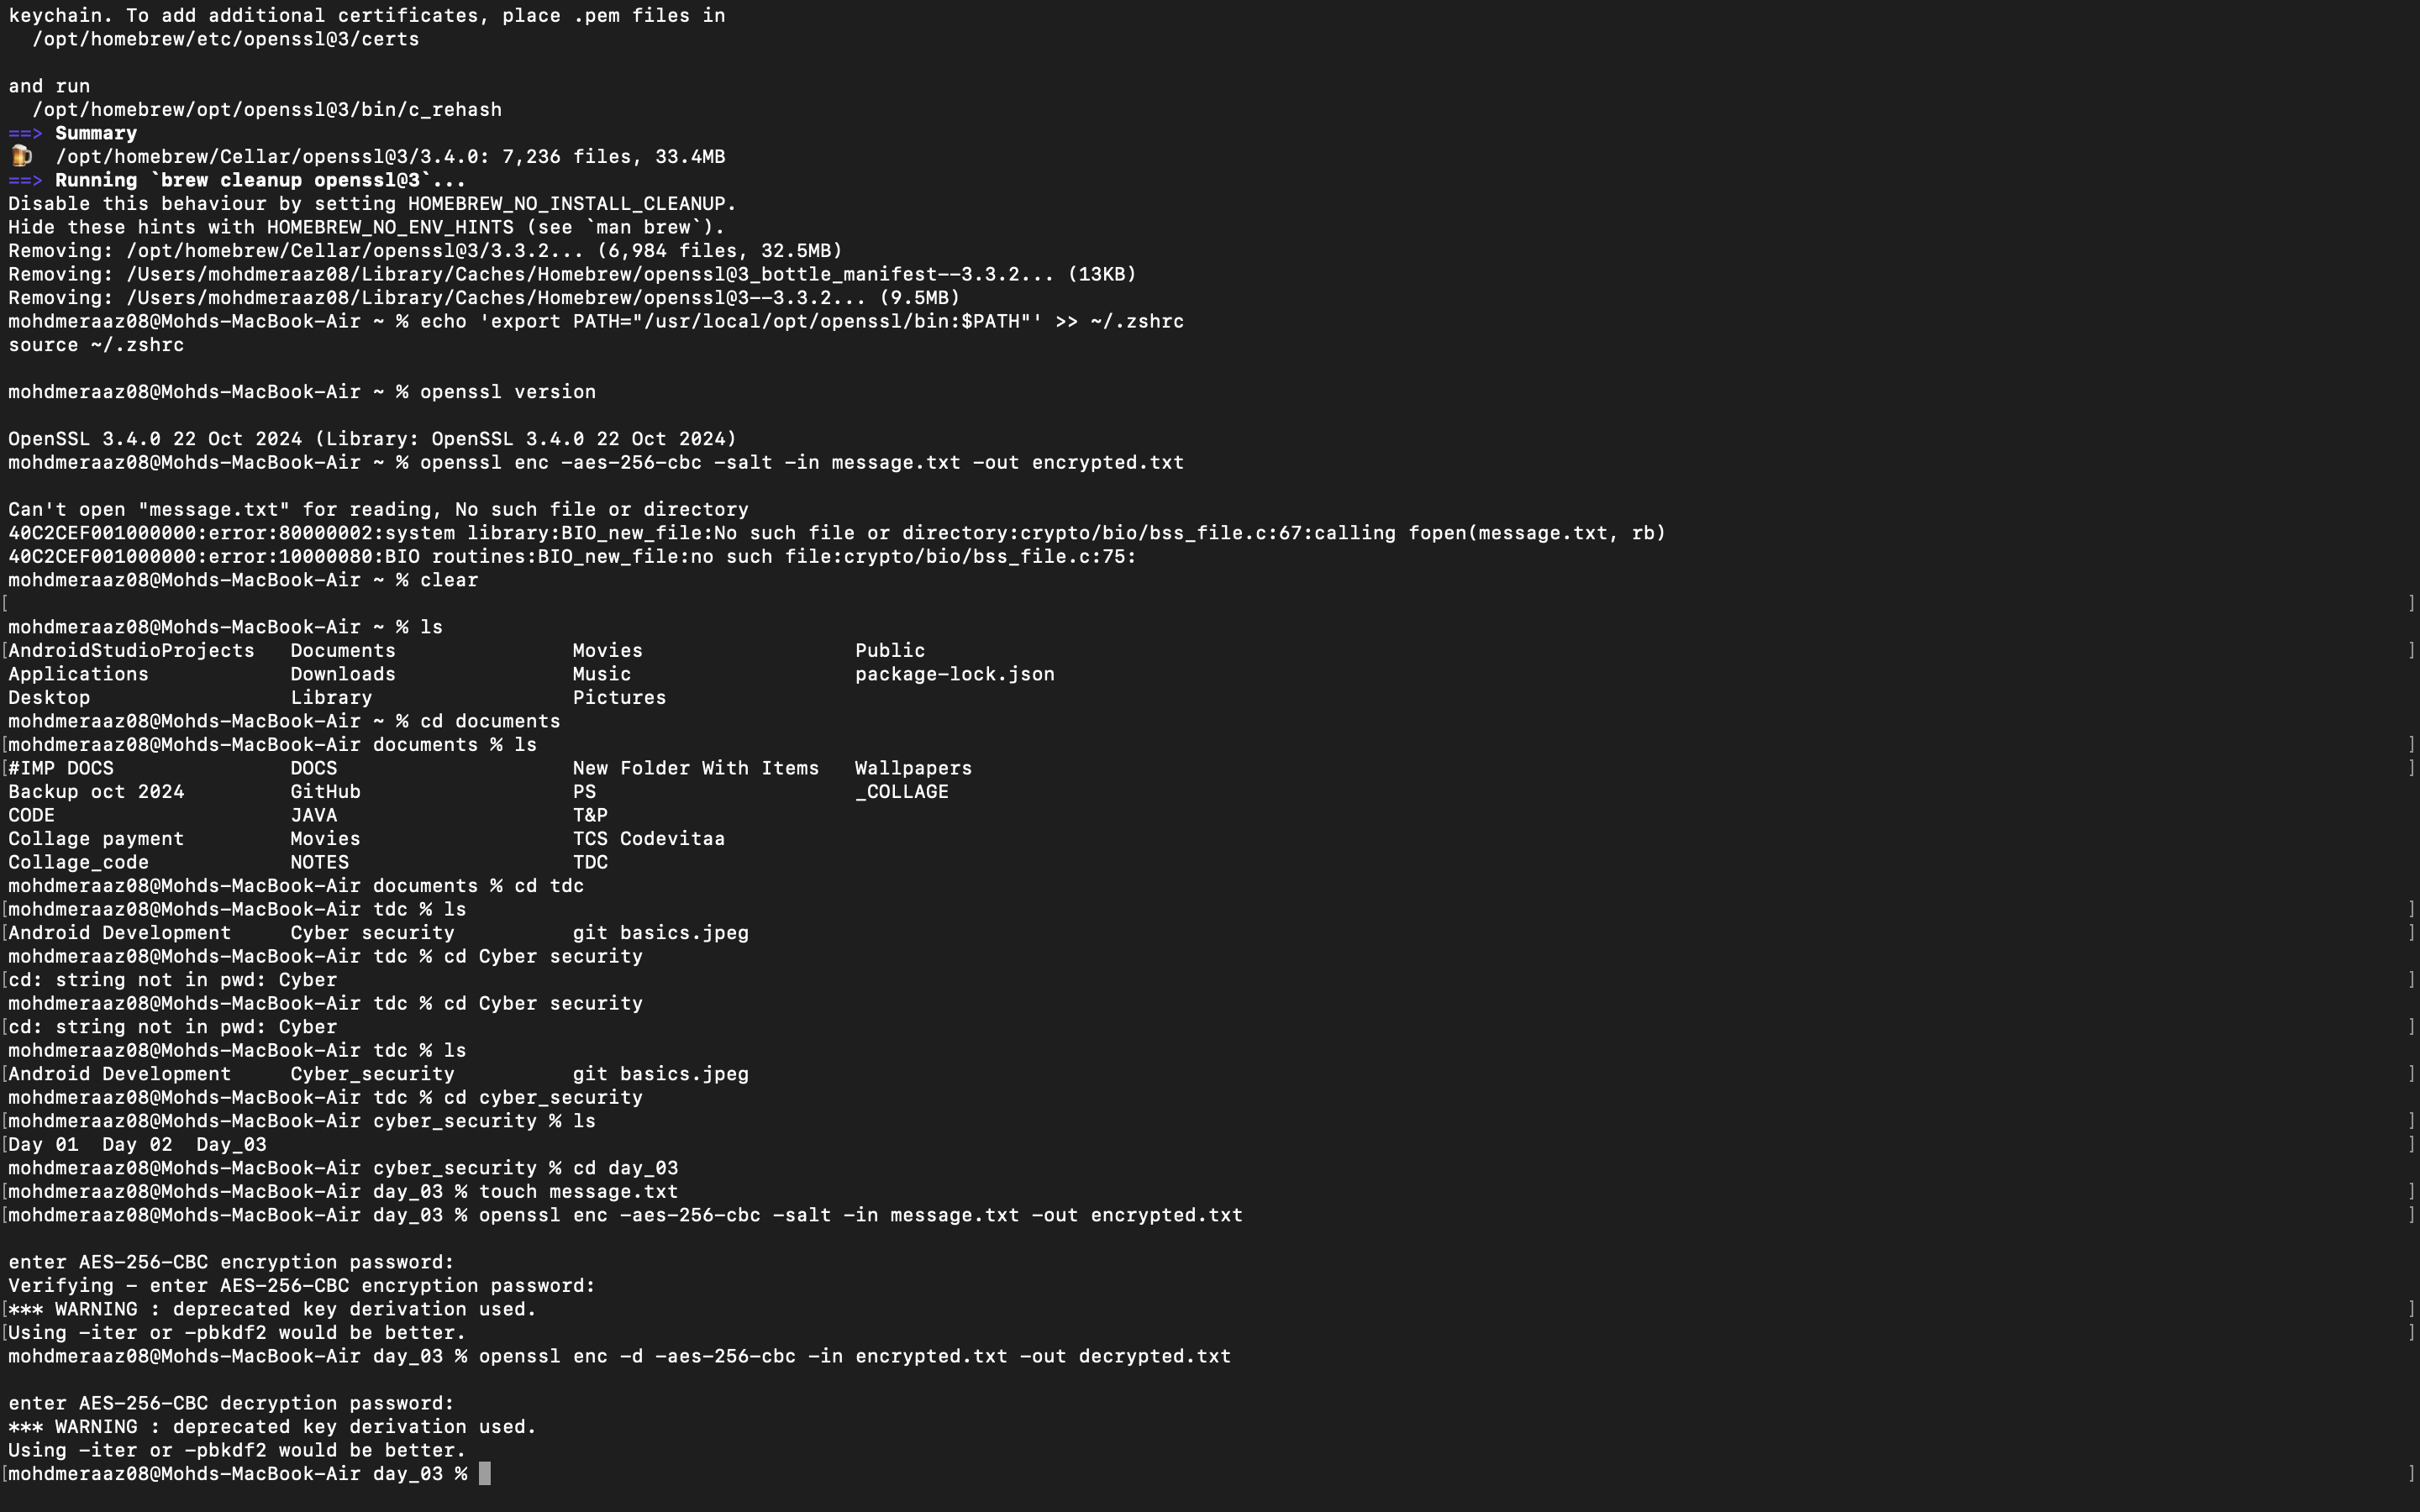 keychain. To add additional certificates, place .pem files in
  /opt/homebrew/etc/openssl@3/certs

and run
  /opt/homebrew/opt/openssl@3/bin/c_rehash
==> Summary
🍺  /opt/homebrew/Cellar/openssl@3/3.4.0: 7,236 files, 33.4MB
==> Running `brew cleanup openssl@3`...
Disable this behaviour by setting HOMEBREW_NO_INSTALL_CLEANUP.
Hide these hints with HOMEBREW_NO_ENV_HINTS (see `man brew`).
Removing: /opt/homebrew/Cellar/openssl@3/3.3.2... (6,984 files, 32.5MB)
Removing: /Users/mohdmeraaz08/Library/Caches/Homebrew/openssl@3_bottle_manifest--3.3.2... (13KB)
Removing: /Users/mohdmeraaz08/Library/Caches/Homebrew/openssl@3--3.3.2... (9.5MB)
mohdmeraaz08@Mohds-MacBook-Air ~ % echo 'export PATH="/usr/local/opt/openssl/bin:$PATH"' >> ~/.zshrc
source ~/.zshrc

mohdmeraaz08@Mohds-MacBook-Air ~ % openssl version

OpenSSL 3.4.0 22 Oct 2024 (Library: OpenSSL 3.4.0 22 Oct 2024)
mohdmeraaz08@Mohds-MacBook-Air ~ % openssl enc -aes-256-cbc -salt -in message.txt -out encrypted.txt

Can't open "message.txt" for reading, No such file or directory
40C2CEF001000000:error:80000002:system library:BIO_new_file:No such file or directory:crypto/bio/bss_file.c:67:calling fopen(message.txt, rb)
40C2CEF001000000:error:10000080:BIO routines:BIO_new_file:no such file:crypto/bio/bss_file.c:75:
mohdmeraaz08@Mohds-MacBook-Air ~ % clear
[ ]
mohdmeraaz08@Mohds-MacBook-Air ~ % ls
[AndroidStudioProjects   Documents               Movies                  Public ]
Applications            Downloads               Music                   package-lock.json
Desktop                 Library                 Pictures
mohdmeraaz08@Mohds-MacBook-Air ~ % cd documents
[mohdmeraaz08@Mohds-MacBook-Air documents % ls ]
[#IMP DOCS               DOCS                    New Folder With Items   Wallpapers ]
Backup oct 2024         GitHub                  PS                      _COLLAGE
CODE                    JAVA                    T&P
Collage payment         Movies                  TCS Codevitaa
Collage_code            NOTES                   TDC
mohdmeraaz08@Mohds-MacBook-Air documents % cd tdc
[mohdmeraaz08@Mohds-MacBook-Air tdc % ls ]
[Android Development     Cyber security          git basics.jpeg ]
mohdmeraaz08@Mohds-MacBook-Air tdc % cd Cyber security
[cd: string not in pwd: Cyber ]
mohdmeraaz08@Mohds-MacBook-Air tdc % cd Cyber security
[cd: string not in pwd: Cyber ]
mohdmeraaz08@Mohds-MacBook-Air tdc % ls
[Android Development     Cyber_security          git basics.jpeg ]
mohdmeraaz08@Mohds-MacBook-Air tdc % cd cyber_security
[mohdmeraaz08@Mohds-MacBook-Air cyber_security % ls ]
[Day 01  Day 02  Day_03 ]
mohdmeraaz08@Mohds-MacBook-Air cyber_security % cd day_03
[mohdmeraaz08@Mohds-MacBook-Air day_03 % touch message.txt ]
[mohdmeraaz08@Mohds-MacBook-Air day_03 % openssl enc -aes-256-cbc -salt -in message.txt -out encrypted.txt ]

enter AES-256-CBC encryption password:
Verifying - enter AES-256-CBC encryption password:
[*** WARNING : deprecated key derivation used. ]
[Using -iter or -pbkdf2 would be better. ]
mohdmeraaz08@Mohds-MacBook-Air day_03 % openssl enc -d -aes-256-cbc -in encrypted.txt -out decrypted.txt

enter AES-256-CBC decryption password:
*** WARNING : deprecated key derivation used.
Using -iter or -pbkdf2 would be better.
[mohdmeraaz08@Mohds-MacBook-Air day_03 % ]